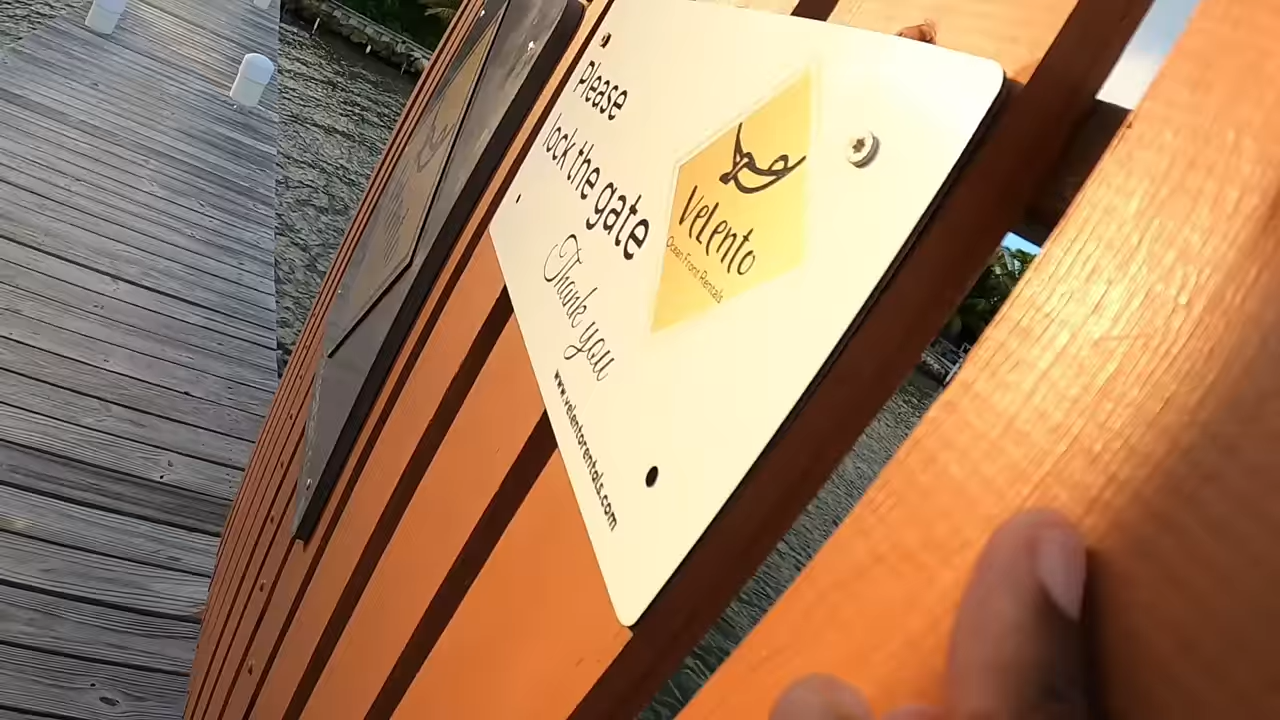 Please
lock the gate
Thank you
www.velentorentals.com
Velento
Ocean Front Rentals